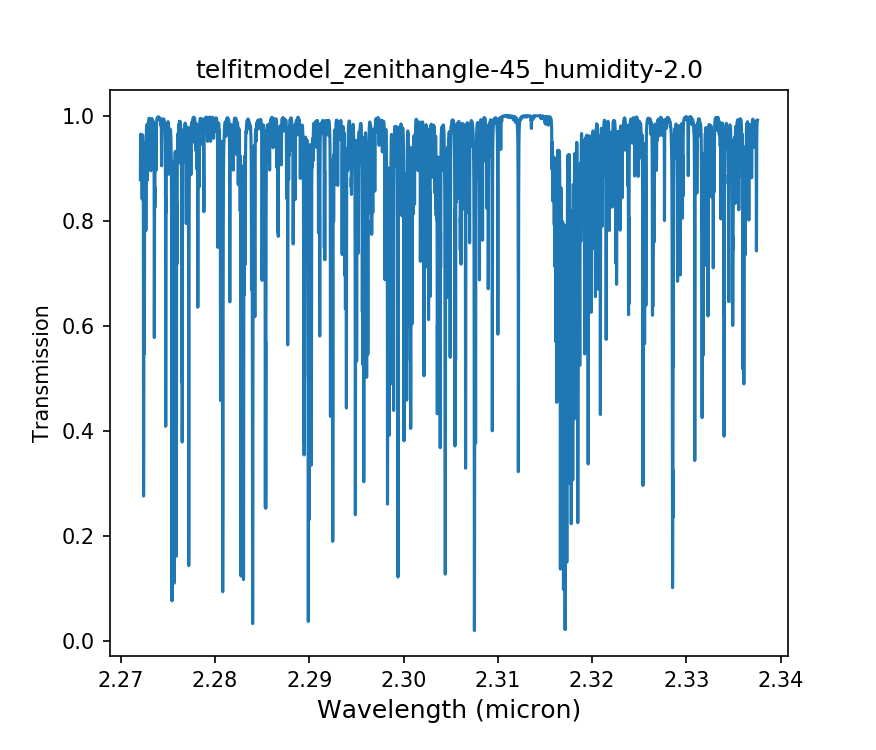 telfitmodel_zenithangle-45_humidity-2.0
1.0
0.8
0.6
0.4
0.2
0.0
Transmission
2.27 2.28 2.29 2.30 2.31 2.32 2.33 2.34
Wavelength (micron)